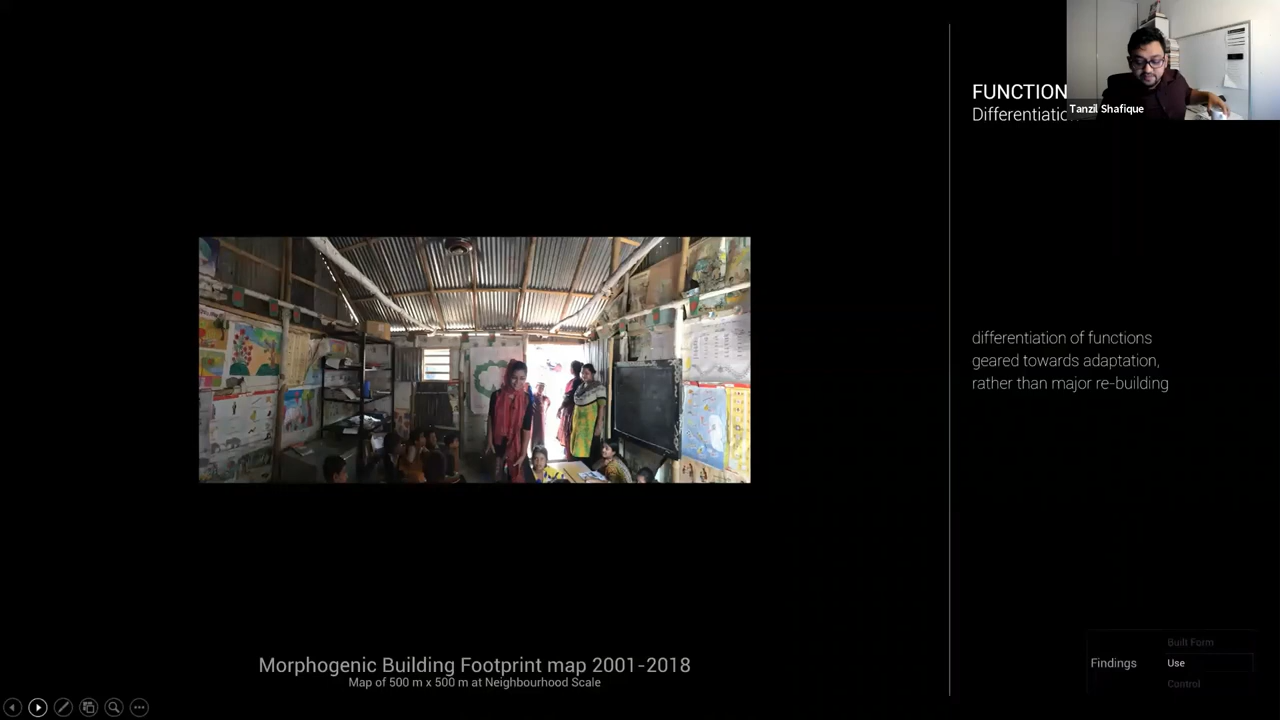 FUNCTION
Differentiatio
Tanzil Shafique
differentiation of functions
geared towards adaptation,
rather than major re-building
Morphogenic Building Footprint map 2001-2018
Map of 500 m x 500 m at Neighbourhood Scale
Built Form
Findings
Use
Control